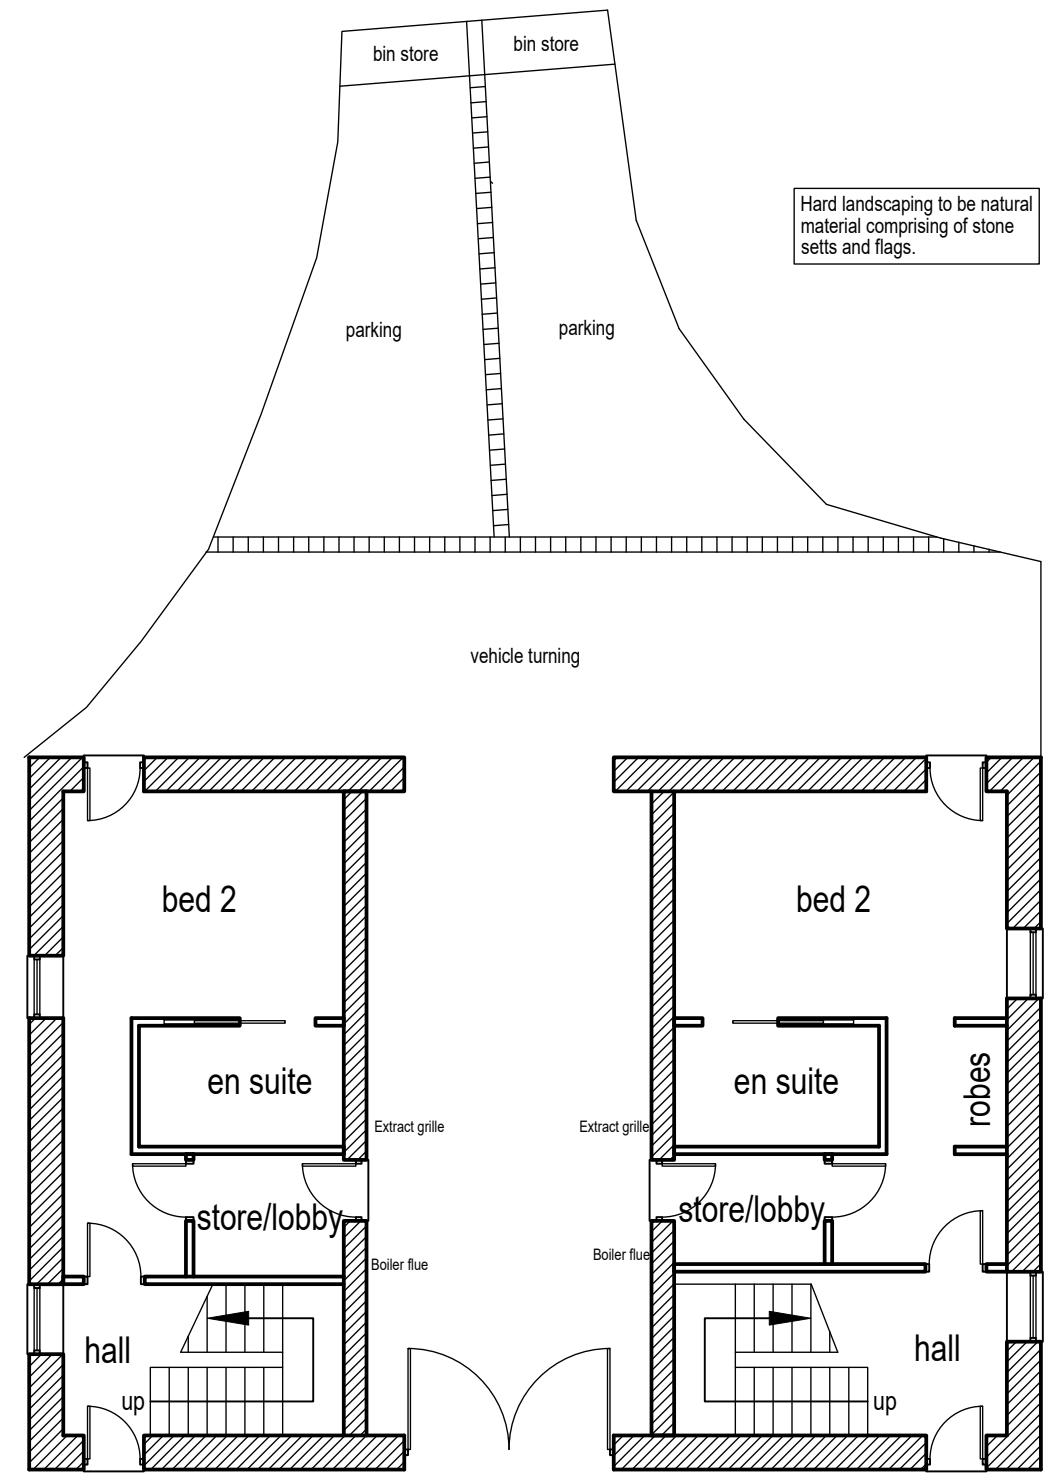 bin store
bin store
Hard landscaping to be natural
material comprising of stone
setts and flags.
parking
parking
vehicle turning
bed 2
bed 2
en suite
en suite
robes
Extract grille
Extract grille
store/lobby
store/lobby
Boiler flue
Boiler flue
hall
hall
up
up